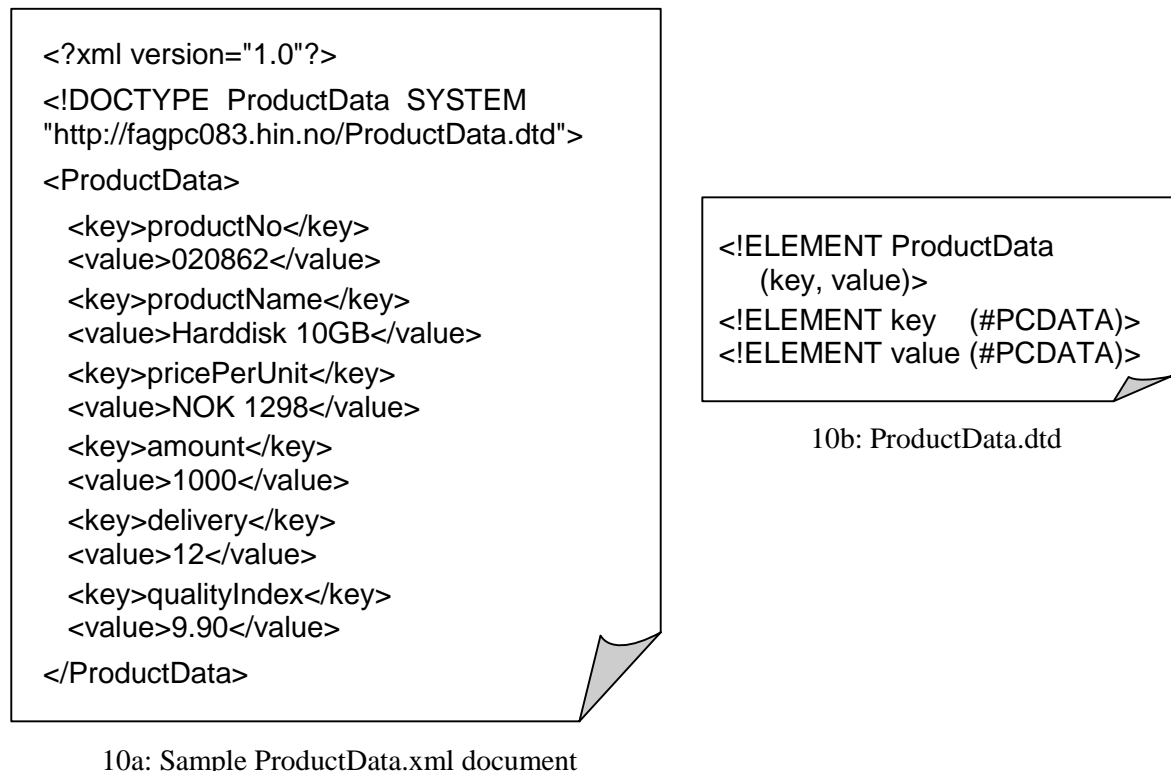 <?xml version="1.0"?>
<!DOCTYPE ProductData SYSTEM
"http://fagpc083.hin.no/ProductData.dtd">
<ProductData>
<key>productNo</key>
<value>020862</value>
<key>productName</key>
<value>Harddisk 10GB</value>
<key>pricePerUnit</key>
<value>NOK 1298</value>
<key>amount</key>
<value>1000</value>
<key>delivery</key>
<value>12</value>
<key>qualityIndex</key>
<value>9.90</value>
</ProductData>
10a: Sample ProductData.xml document
<!ELEMENT ProductData
(key, value)>
<!ELEMENT key (#PCDATA)>
<!ELEMENT value (#PCDATA)>
10b: ProductData.dtd